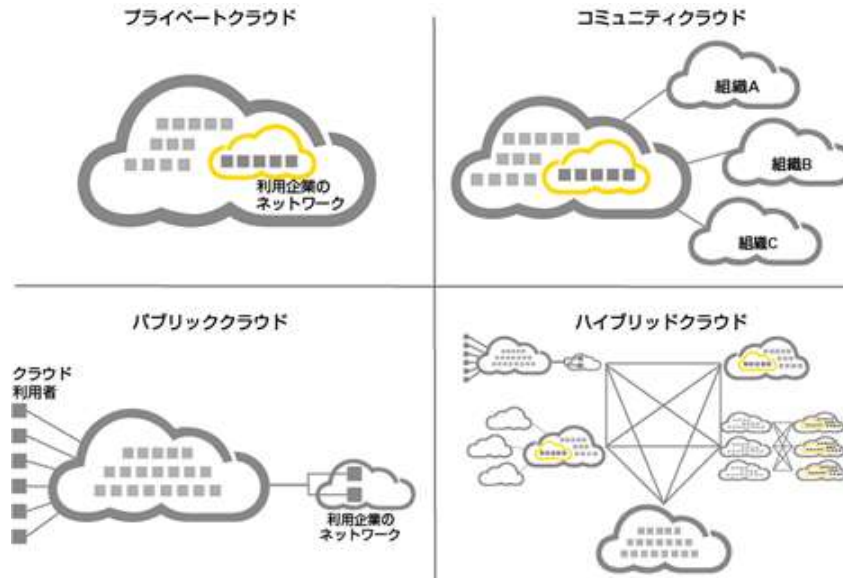 プライベートクラウド
利用企業の
ネットワーク
コミュニティクラウド
組織A
組織B
組織C
パブリッククラウド
クラウド
利用者
利用企業の
ネットワーク
ハイブリッドクラウド